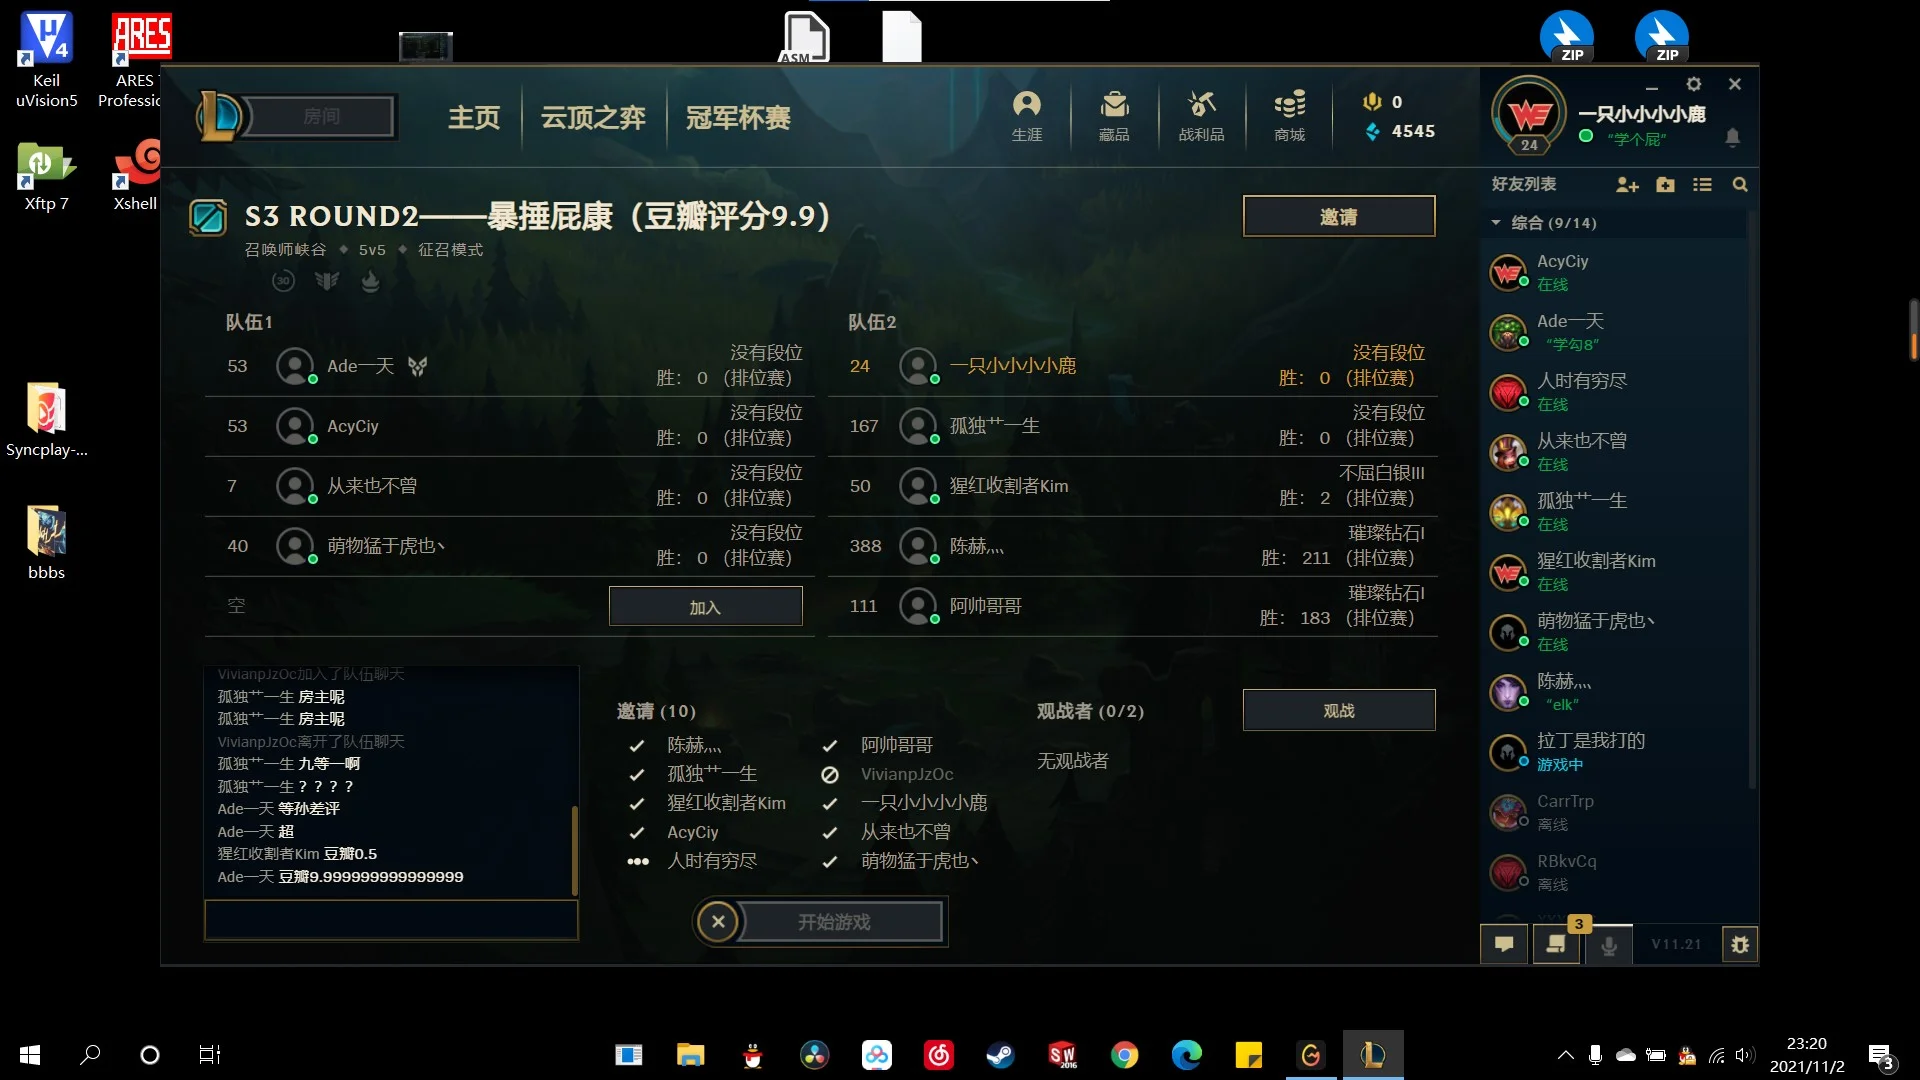 Keil
uVision5
ARES
Professio
ASM
ZIP
ZIP
Xftp 7
Xshell
Syncplay-...
bbbs
房间
主页
云顶之弈
冠军杯赛
生涯
藏品
战利品
商城
0
4545
24
一只小小小小鹿
“学个屁”
S3 ROUND2——暴捶屁康（豆瓣评分9.9）
召唤师峡谷 ◆ 5v5 ◆ 征召模式
30
邀请
队伍1
53 Ade一天 没有段位
胜： 0 （排位赛）
53 AcyCiy 没有段位
胜： 0 （排位赛）
7 从来也不曾 没有段位
胜： 0 （排位赛）
40 萌物猛于虎也丶 没有段位
胜： 0 （排位赛）
空 加入
队伍2
24 一只小小小小鹿 没有段位
胜： 0 （排位赛）
167 孤独艹一生 没有段位
胜： 0 （排位赛）
50 猩红收割者Kim 不屈白银III
胜： 2 （排位赛）
388 陈赫灬 璀璨钻石I
胜： 211 （排位赛）
111 阿帅哥哥 璀璨钻石I
胜： 183 （排位赛）
VivianpJzOc加入了队伍聊天
孤独艹一生 房主呢
孤独艹一生 房主呢
VivianpJzOc离开了队伍聊天
孤独艹一生 九等一啊
孤独艹一生 ? ? ? ?
Ade一天 等孙差评
Ade一天 超
猩红收割者Kim 豆瓣0.5
Ade一天 豆瓣9.999999999999999
邀请 (10)
陈赫灬
孤独艹一生
猩红收割者Kim
AcyCiy
人时有穷尽
阿帅哥哥
VivianpJzOc
一只小小小小鹿
从来也不曾
萌物猛于虎也丶
观战者 (0/2)
无观战者
观战
开始游戏
好友列表
综合 (9/14)
AcyCiy
在线
Ade一天
“学勾8”
人时有穷尽
在线
从来也不曾
在线
孤独艹一生
在线
猩红收割者Kim
在线
萌物猛于虎也丶
在线
陈赫灬
“elk”
拉丁是我打的
游戏中
CarrTrp
离线
RBkvCq
离线
3
V11.21
SW
2016
23:20
2021/11/2
3